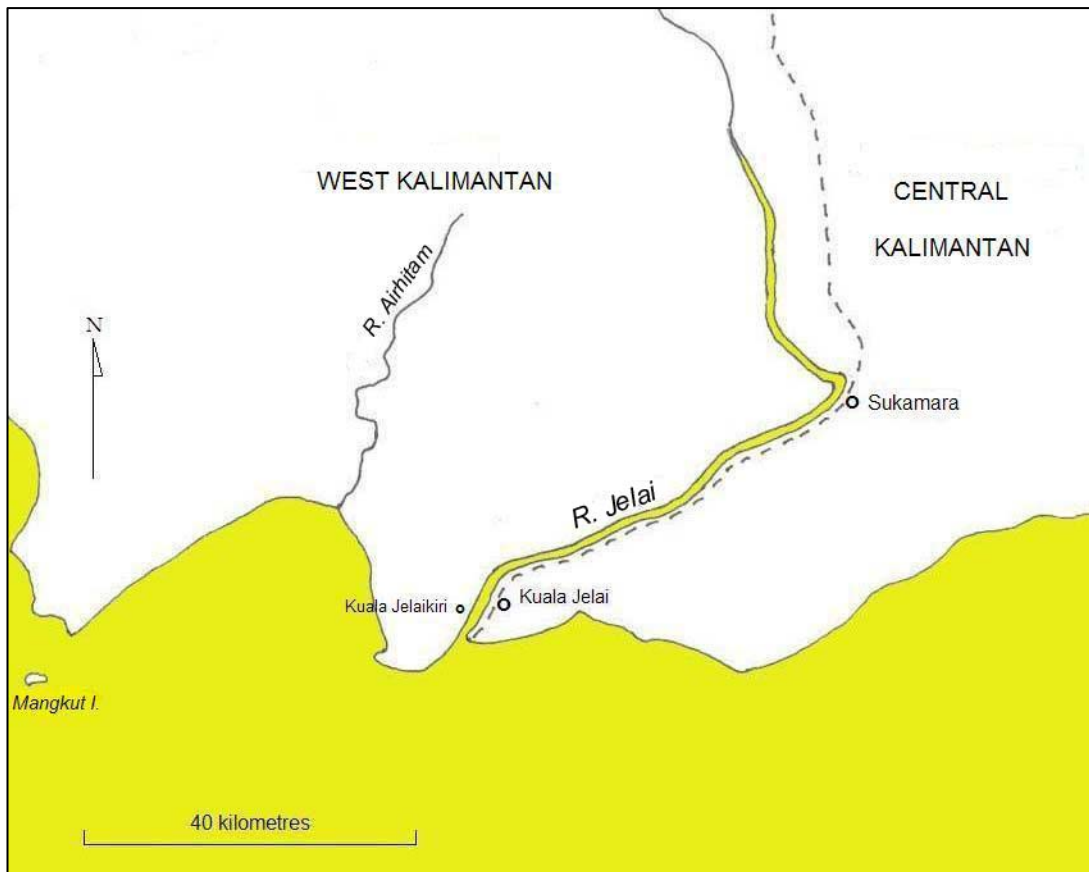 WEST KALIMANTAN
CENTRAL
KALIMANTAN
R. Airhitam
N
Sukamara
R. Jelai
Kuala Jelaikiri
Kuala Jelai
Mangkut I.
40 kilometres